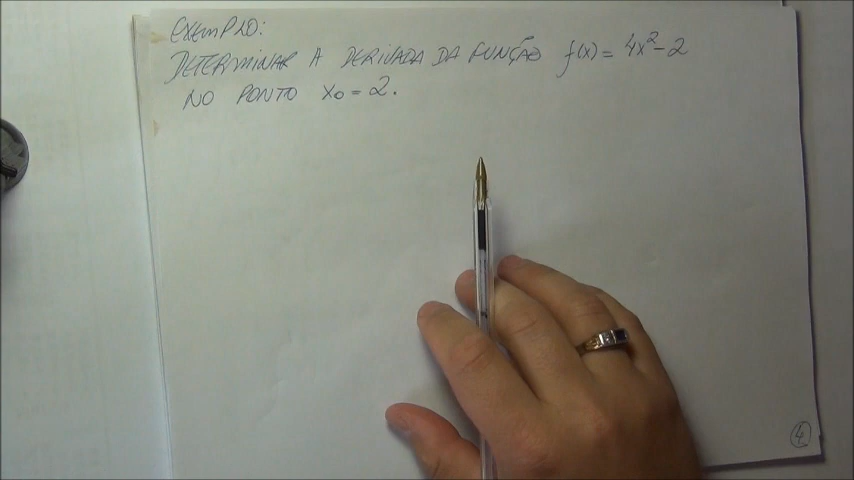 EXEMPLO:
DETERMINAR A DERIVADA DA FUNÇÃO f(x) = 4x² - 2
NO PONTO x₀ = 2.
4